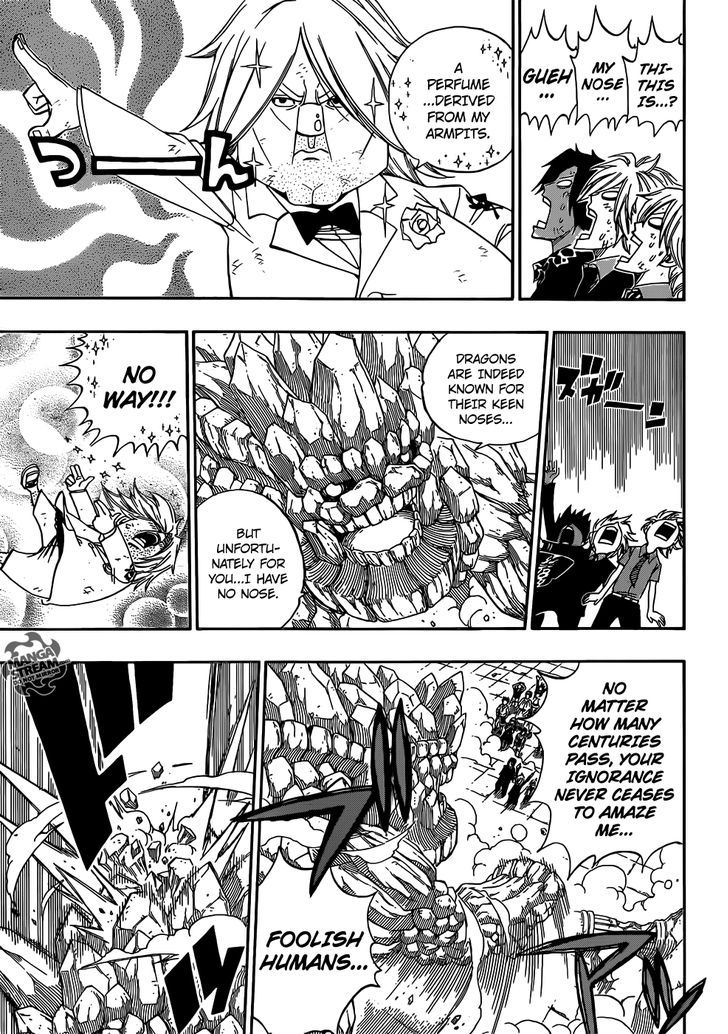 THI-
THIS
IS...?
MY
NOSE
...
GUEH
...
A
PERFUME
...DERIVED
FROM MY
ARMPITS.
つーーん
ズガーン
DRAGONS
ARE INDEED
KNOWN FOR
THEIR KEEN
NOSES...
BUT
UNFORTU-
NATELY FOR
YOU...I HAVE
NO NOSE.
NO
WAY!!!
NO
MATTER
HOW MANY
CENTURIES
PASS, YOUR
IGNORANCE
NEVER CEASES
TO AMAZE
ME...
FOOLISH
HUMANS...
MANGA
STREAM